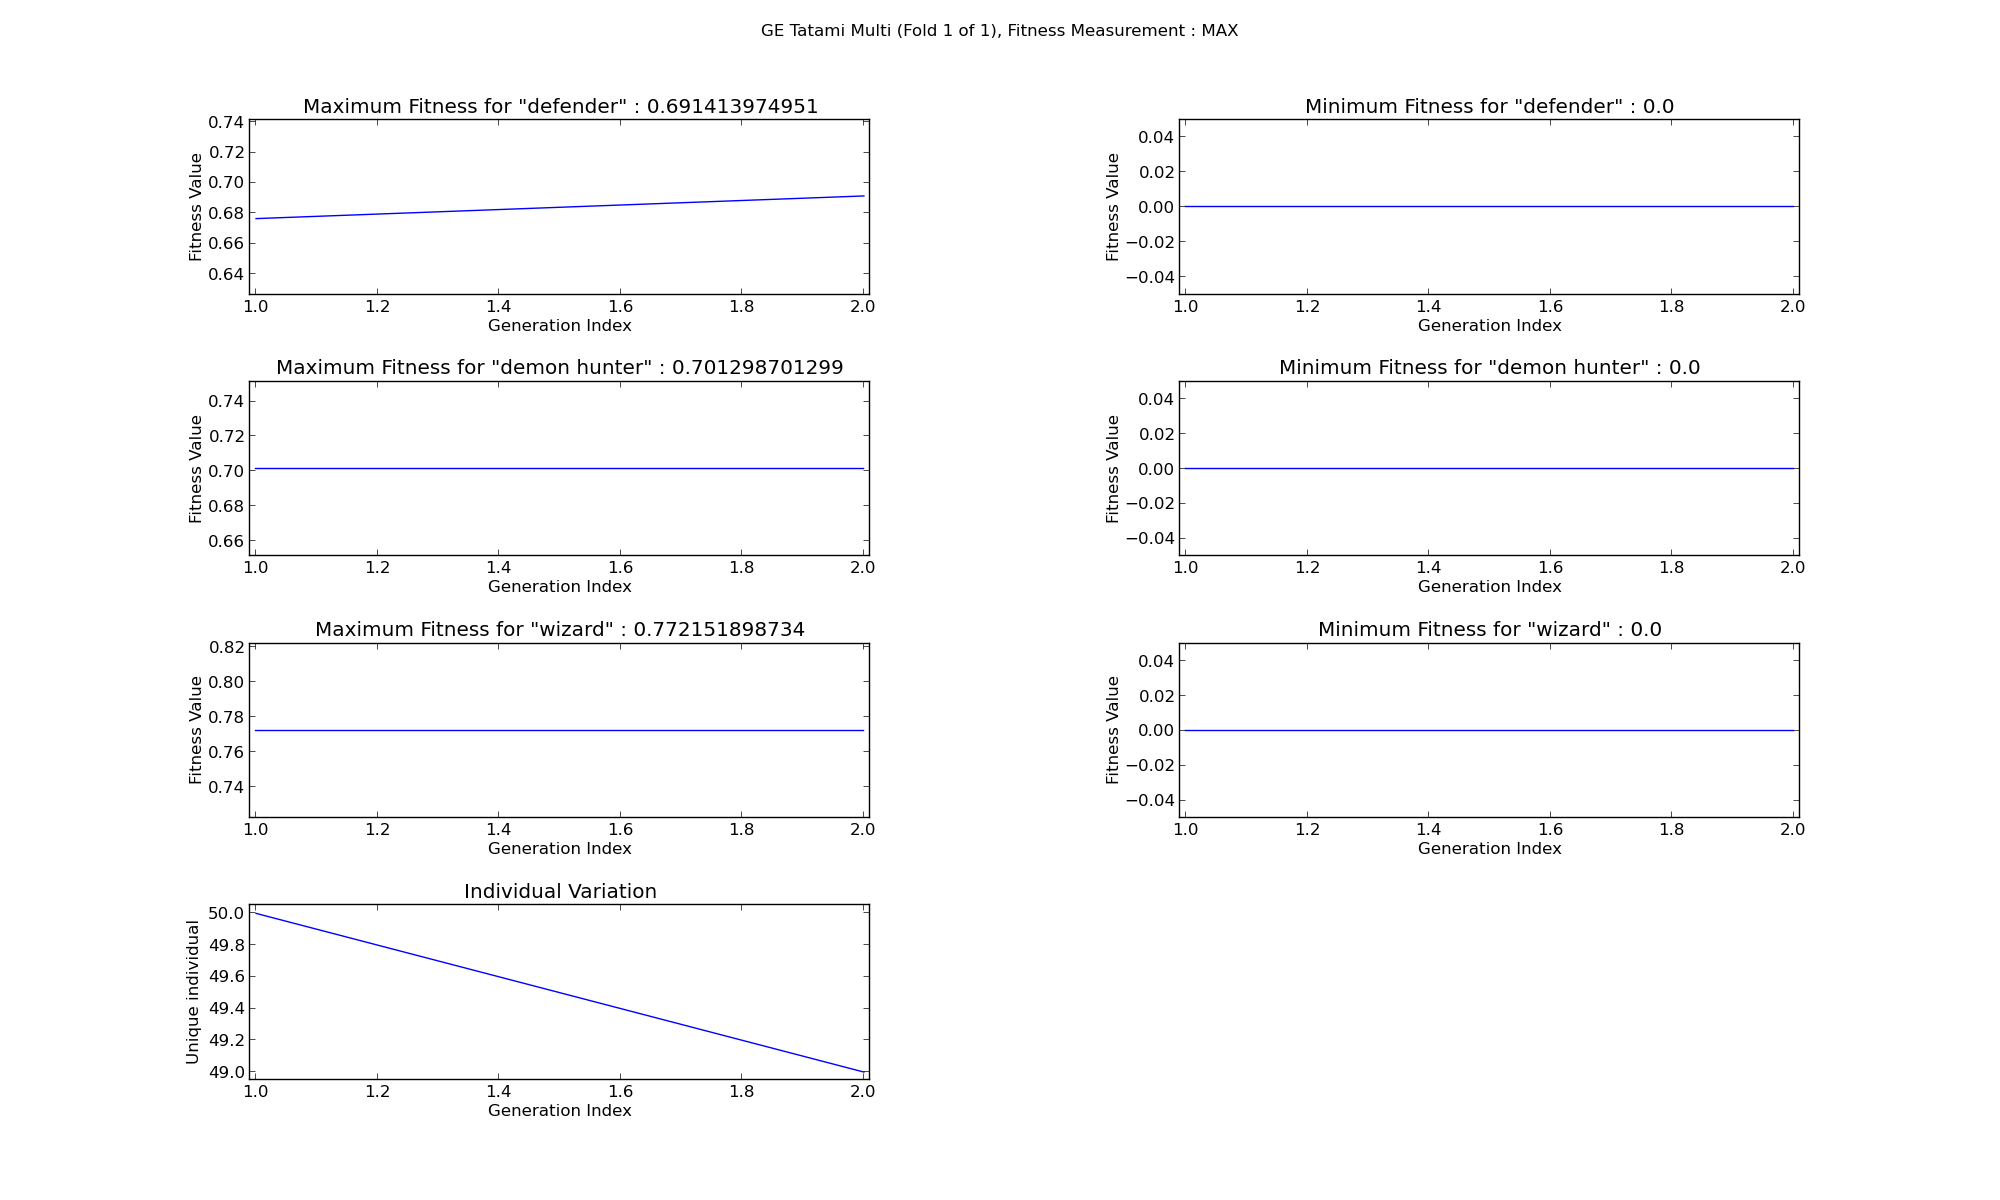 GE Tatami Multi (Fold 1 of 1), Fitness Measurement : MAX
Maximum Fitness for "defender" : 0.691413974951
0.74
0.72
0.70
0.68
0.66
0.64
Fitness Value
1.0 1.2 1.4 1.6 1.8 2.0
Generation Index
Minimum Fitness for "defender" : 0.0
0.04
0.02
0.00
−0.02
−0.04
Fitness Value
1.0 1.2 1.4 1.6 1.8 2.0
Generation Index
Maximum Fitness for "demon hunter" : 0.701298701299
0.74
0.72
0.70
0.68
0.66
Fitness Value
1.0 1.2 1.4 1.6 1.8 2.0
Generation Index
Minimum Fitness for "demon hunter" : 0.0
0.04
0.02
0.00
−0.02
−0.04
Fitness Value
1.0 1.2 1.4 1.6 1.8 2.0
Generation Index
Maximum Fitness for "wizard" : 0.772151898734
0.82
0.80
0.78
0.76
0.74
Fitness Value
1.0 1.2 1.4 1.6 1.8 2.0
Generation Index
Minimum Fitness for "wizard" : 0.0
0.04
0.02
0.00
−0.02
−0.04
Fitness Value
1.0 1.2 1.4 1.6 1.8 2.0
Generation Index
Individual Variation
50.0
49.8
49.6
49.4
49.2
49.0
Unique individual
1.0 1.2 1.4 1.6 1.8 2.0
Generation Index